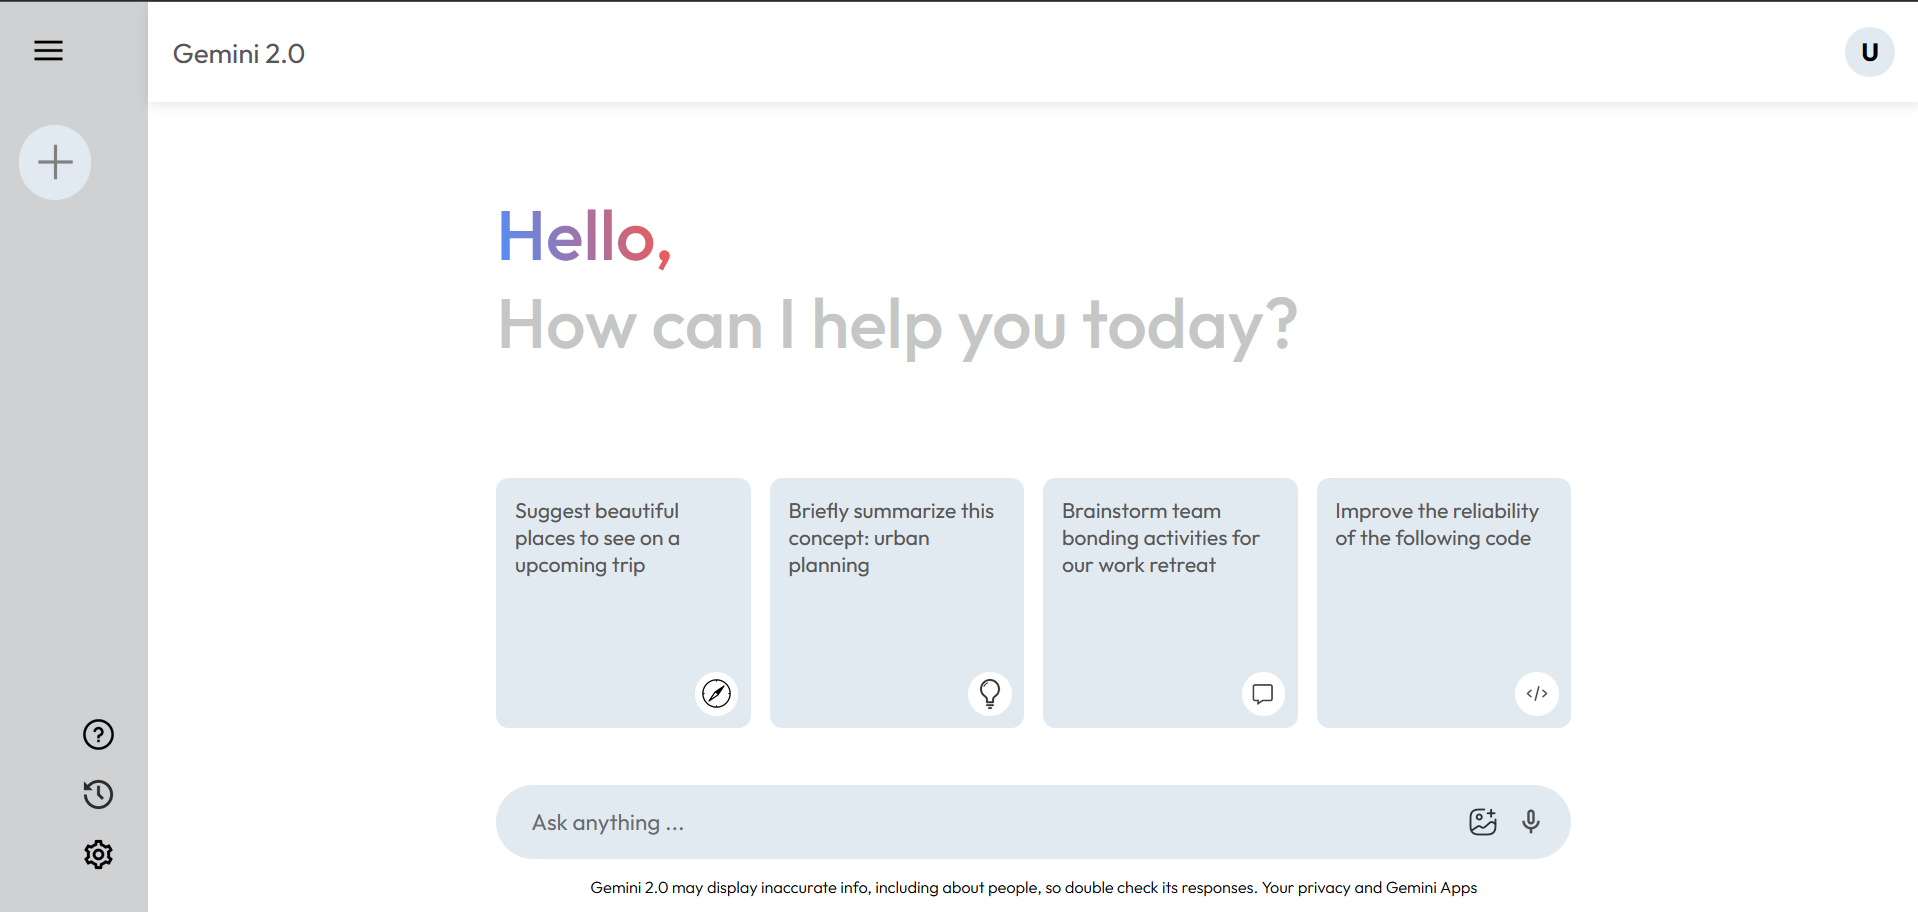 Gemini 2.0
U
Hello,
How can I help you today?
Suggest beautiful
places to see on a
upcoming trip
Briefly summarize this
concept: urban
planning
Brainstorm team
bonding activities for
our work retreat
Improve the reliability
of the following code
Ask anything ...
Gemini 2.0 may display inaccurate info, including about people, so double check its responses. Your privacy and Gemini Apps